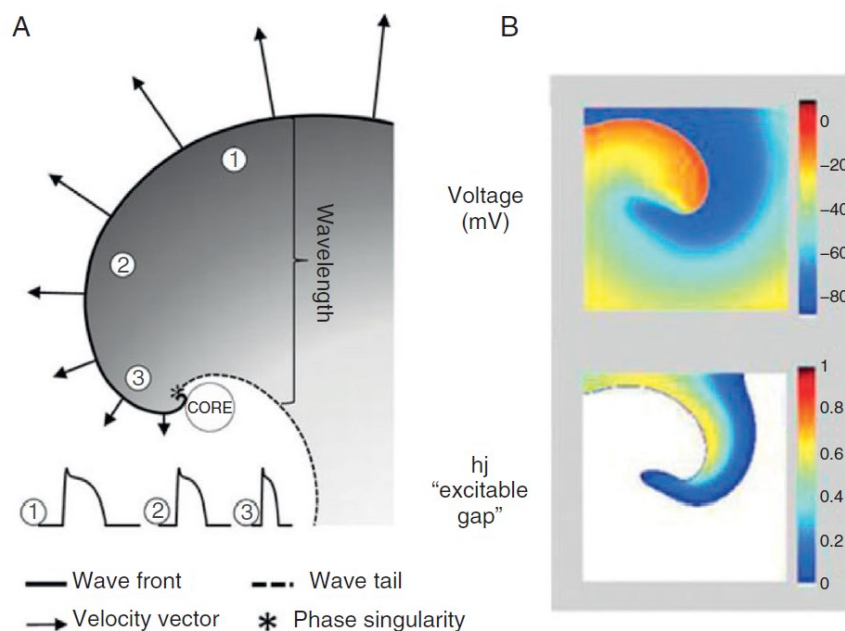 A
1
2
3
Wavelength
CORE
*
1
2
3
Wave front
Wave tail
Velocity vector
* Phase singularity
B
Voltage
(mV)
0
−20
−40
−60
−80
hj
“excitable
gap”
1
0.8
0.6
0.4
0.2
0